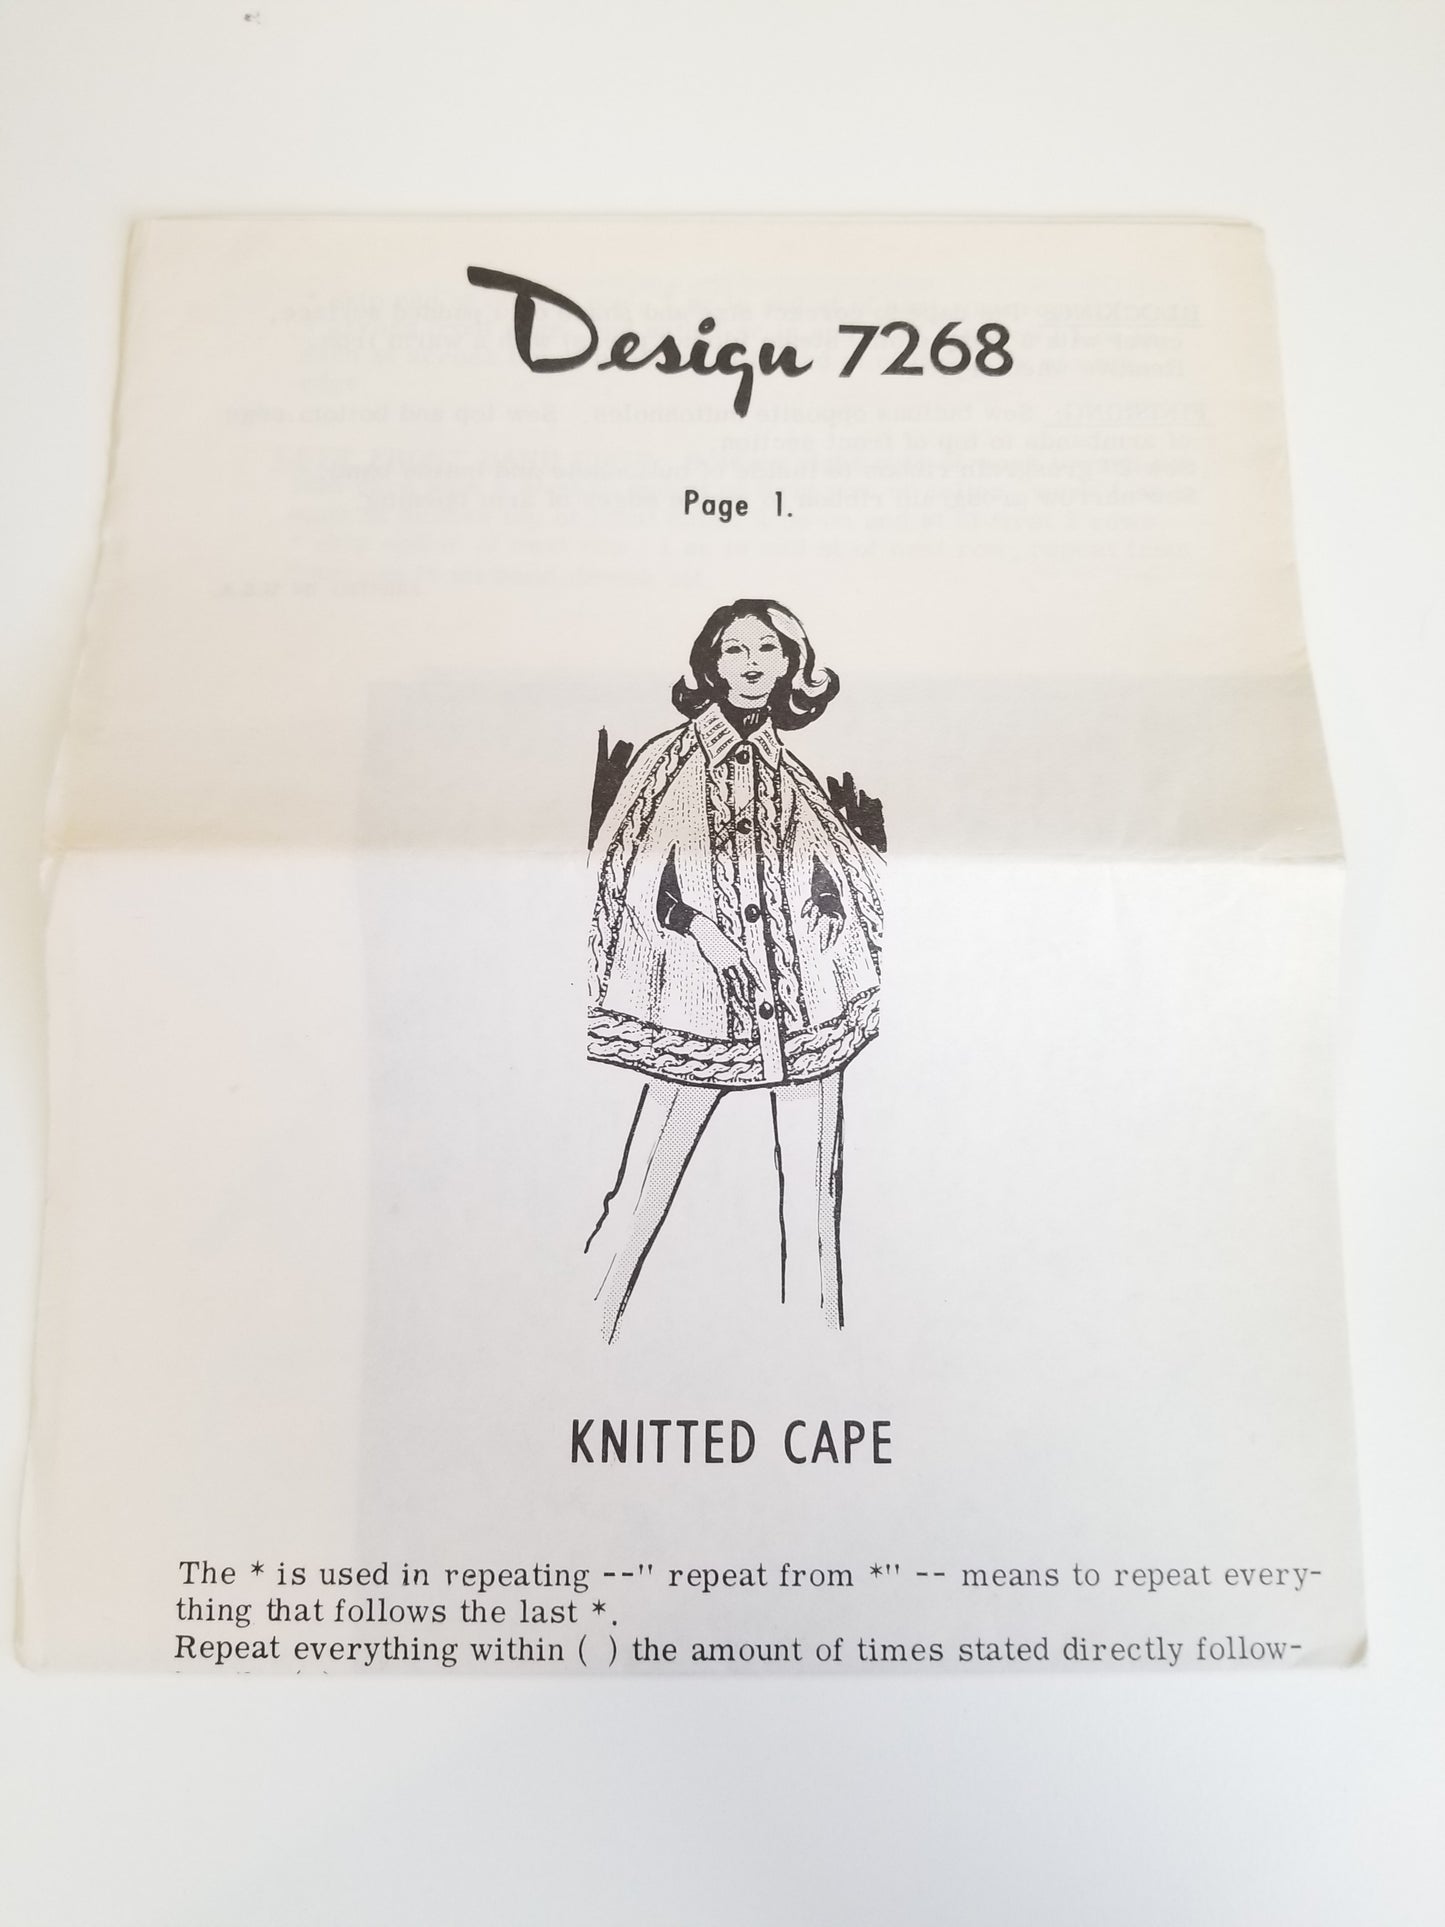 Design 7268
Page 1.
KNITTED CAPE
The * is used in repeating --" repeat from *" -- means to repeat every-
thing that follows the last *.
Repeat everything within ( ) the amount of times stated directly follow-